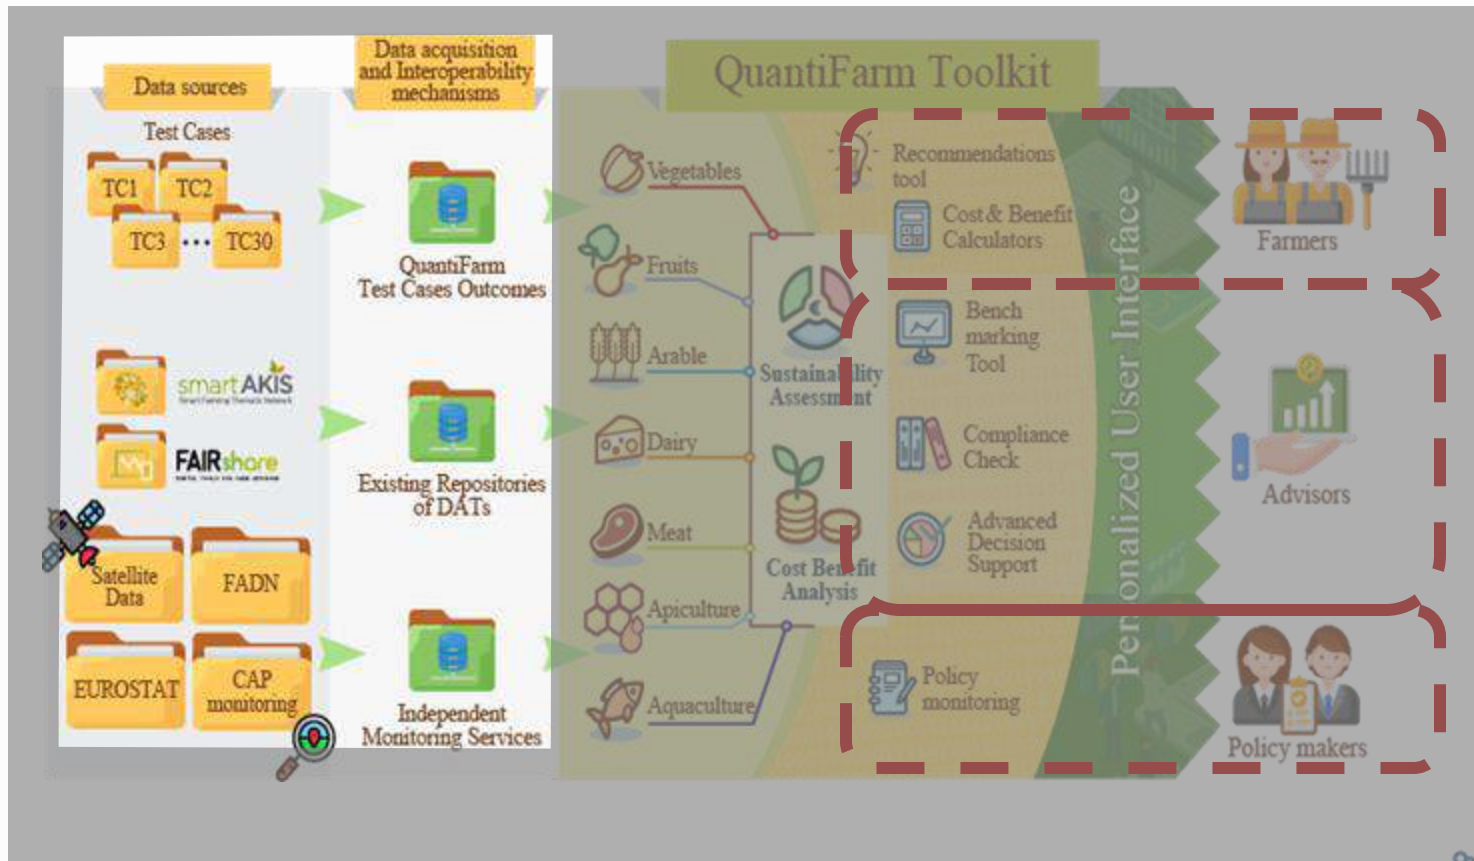 Data sources
Data acquisition
and Interoperability
mechanisms
QuantiFarm Toolkit
Test Cases
TC1
TC2
TC3
...
TC30
QuantiFarm
Test Cases Outcomes
smartAKIS
FAIRshare
Existing Repositories
of DATs
Satellite
Data
FADN
EUROSTAT
CAP
monitoring
Independent
Monitoring Services
Vegetables
Fruits
Arable
Dairy
Meat
Apiculture
Aquaculture
Sustainability
Assessment
Cost Benefit
Analysis
Recommendations
tool
Cost & Benefit
Calculators
Bench
marking
Tool
Compliance
Check
Advanced
Decision
Support
Policy
monitoring
Personalized User Interface
Farmers
Advisors
Policy makers